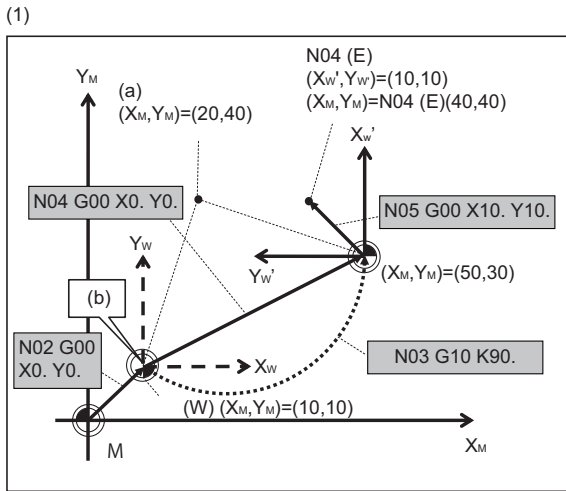 (1)
N04 (E)
(XW',YW')=(10,10)
(XM,YM)=N04 (E)(40,40)
YM
(a)
(XM,YM)=(20,40)
XW'
N04 G00 X0. Y0.
N05 G00 X10. Y10.
YW
YW'
(XM,YM)=(50,30)
(b)
N02 G00
X0. Y0.
XW
N03 G10 K90.
(W) (XM,YM)=(10,10)
M
XM